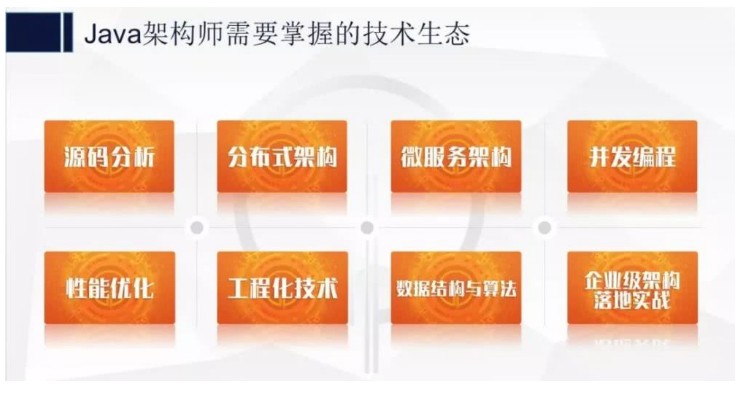 Java架构师需要掌握的技术生态
源码分析
分布式架构
微服务架构
并发编程
性能优化
工程化技术
数据结构与算法
企业级架构
落地实战